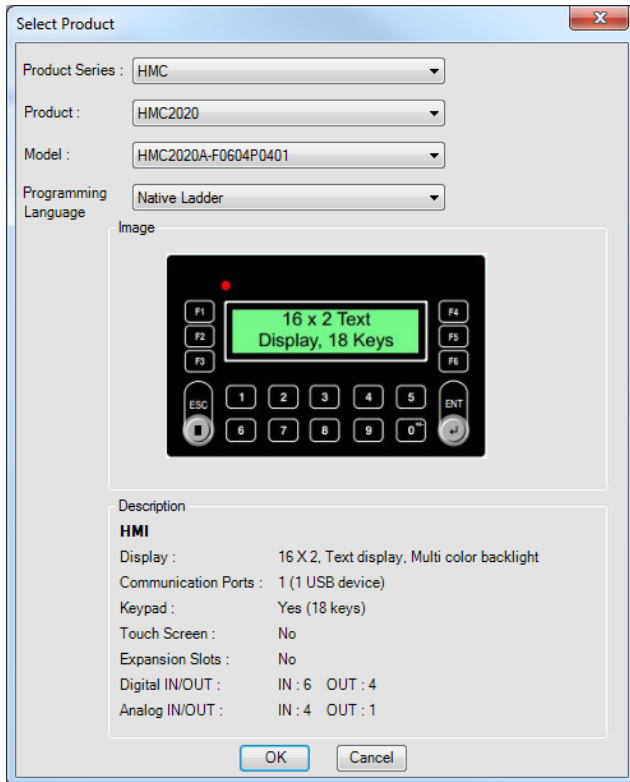 Select Product
Product Series : HMC
Product : HMC2020
Model : HMC2020A-F0604P0401
Programming
Language
Native Ladder
Image
F1
16 x 2 Text
F4
F2
Display, 18 Keys
F5
F3
F6
ESC 1 2 3 4 5 ENT
6 7 8 9 0+/-
Description
HMI
Display : 16 X 2, Text display, Multi color backlight
Communication Ports : 1 (1 USB device)
Keypad : Yes (18 keys)
Touch Screen : No
Expansion Slots : No
Digital IN/OUT : IN : 6 OUT : 4
Analog IN/OUT : IN : 4 OUT : 1
OK Cancel